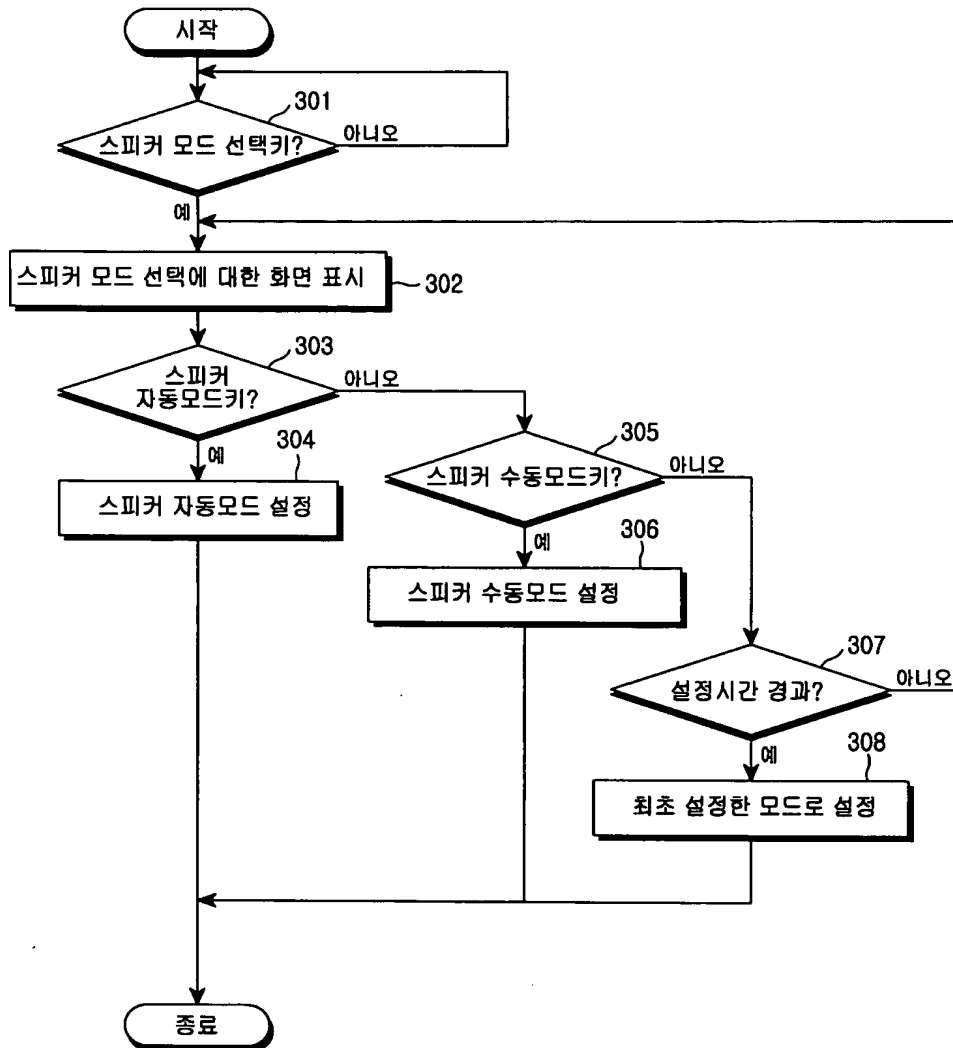 시작
301
스피커 모드 선택키?
아니오
예
스피커 모드 선택에 대한 화면 표시
302
303
스피커
자동모드키?
아니오
304
예
스피커 자동모드 설정
305
스피커 수동모드키?
아니오
306
예
스피커 수동모드 설정
307
설정시간 경과?
아니오
308
예
최초 설정한 모드로 설정
종료